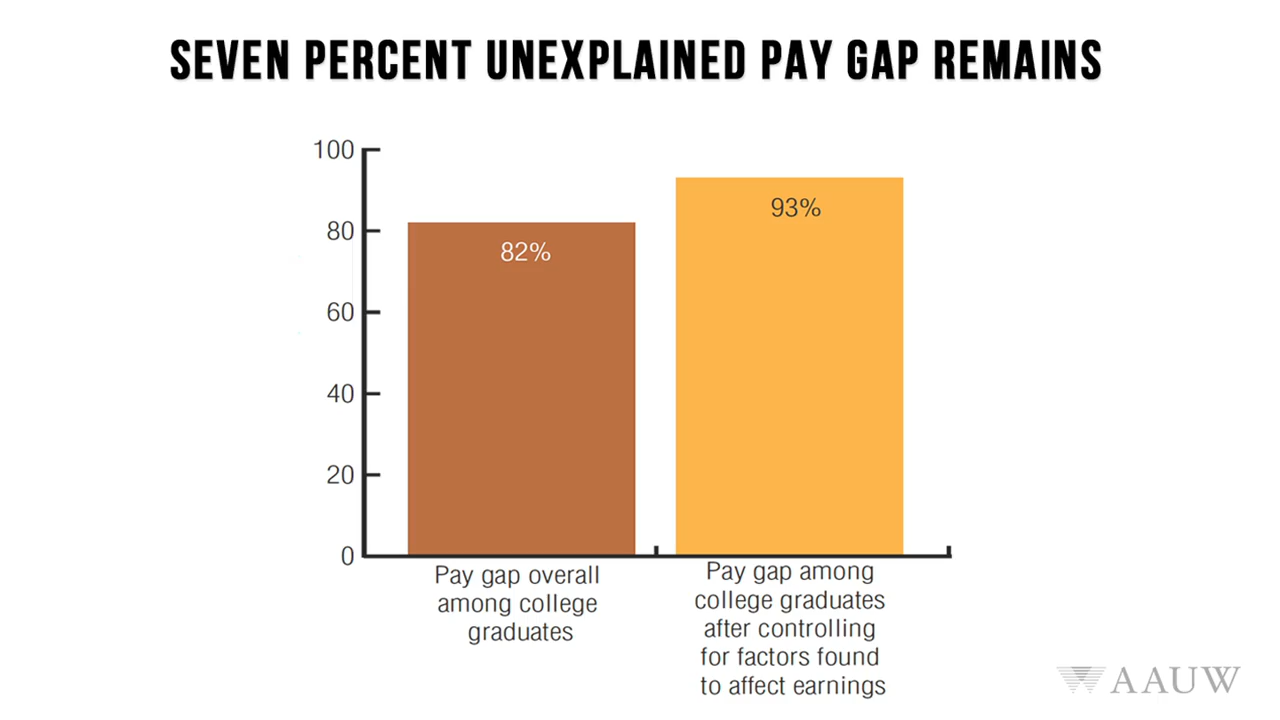 SEVEN PERCENT UNEXPLAINED PAY GAP REMAINS
100
80
60
40
20
0
82%
93%
Pay gap overall
among college
graduates
Pay gap among
college graduates
after controlling
for factors found
to affect earnings
AAUW